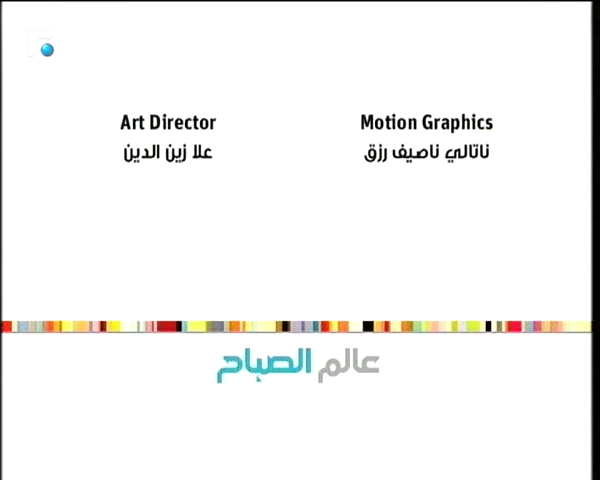 Art Director
علا زين الدين
Motion Graphics
ناتالي ناصيف رزق
عالم الصباح